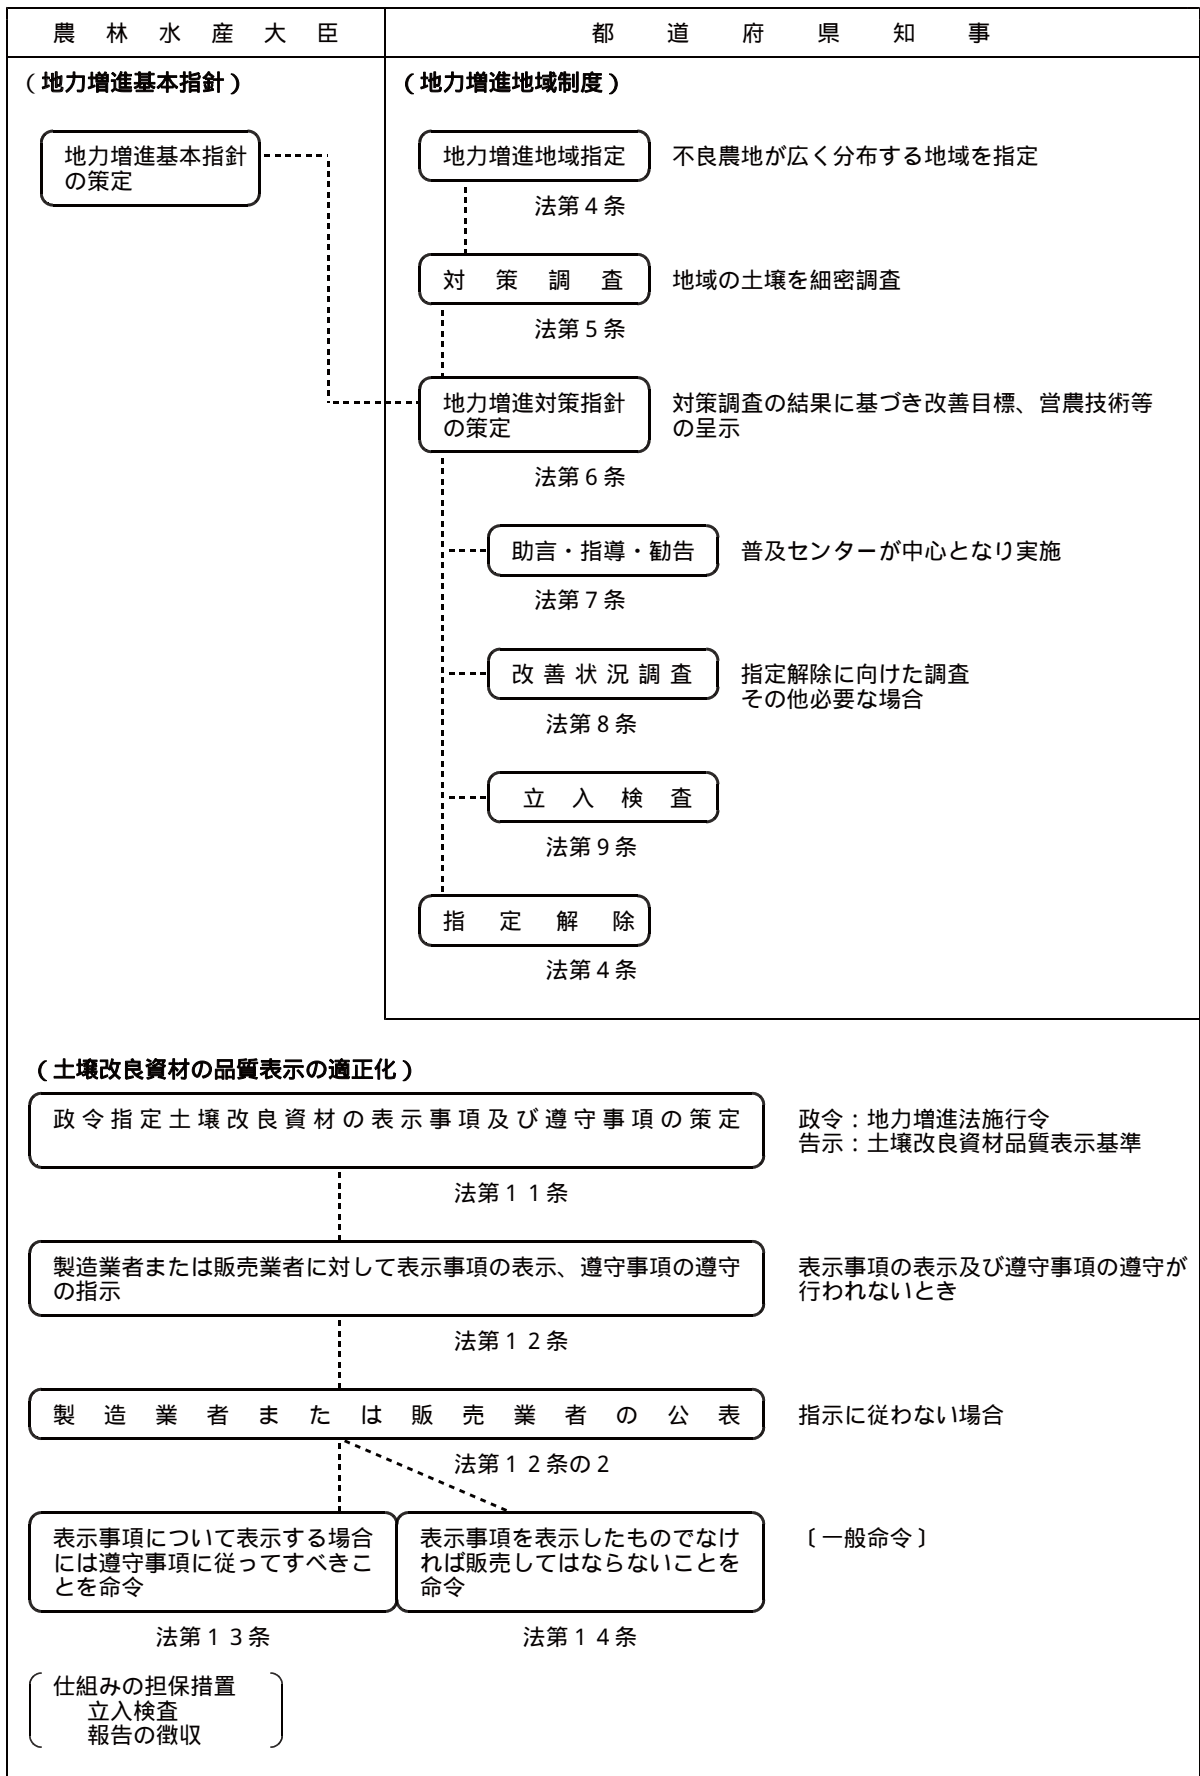 農林水産大臣
都道府県知事
（地力増進基本指針）
（地力増進地域制度）
地力増進基本指針
の策定
地力増進地域指定
不良農地が広く分布する地域を指定
法第４条
対策調査
地域の土壌を細密調査
法第５条
地力増進対策指針
の策定
対策調査の結果に基づき改善目標、営農技術等
の呈示
法第６条
助言・指導・勧告
普及センターが中心となり実施
法第７条
改善状況調査
指定解除に向けた調査
その他必要な場合
法第８条
立入検査
法第９条
指定解除
法第４条
（土壌改良資材の品質表示の適正化）
政令指定土壌改良資材の表示事項及び遵守事項の策定
政令：地力増進法施行令
告示：土壌改良資材品質表示基準
法第１１条
製造業者または販売業者に対して表示事項の表示、遵守事項の遵守
の指示
表示事項の表示及び遵守事項の遵守が
行われないとき
法第１２条
製造業者または販売業者の公表
指示に従わない場合
法第１２条の２
表示事項について表示する場合
には遵守事項に従ってすべきこ
とを命令
表示事項を表示したものでなけ
れば販売してはならないことを
命令
〔一般命令〕
法第１３条
法第１４条
仕組みの担保措置
立入検査
報告の徴収